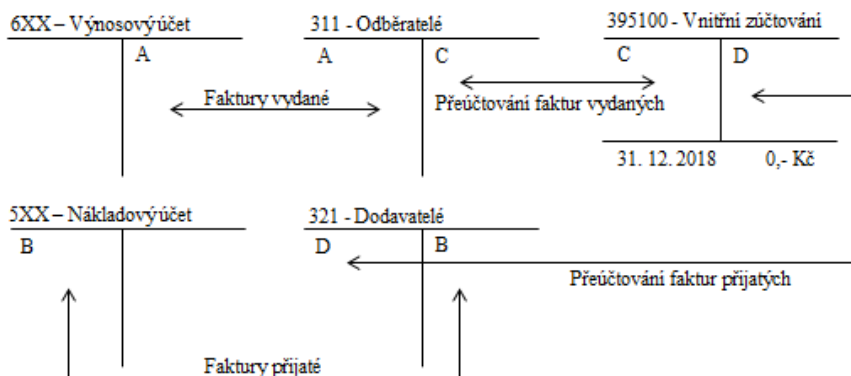 6XX – Výnosový účet
311 - Odběratelé
395100 - Vnitřní zúčtování
A
A
C
C
D
Faktury vydané
Přeúčtování faktur vydaných
31. 12. 2018
0,- Kč
5XX – Nákladový účet
321 - Dodavatelé
B
D
B
Přeúčtování faktur přijatých
Faktury přijaté